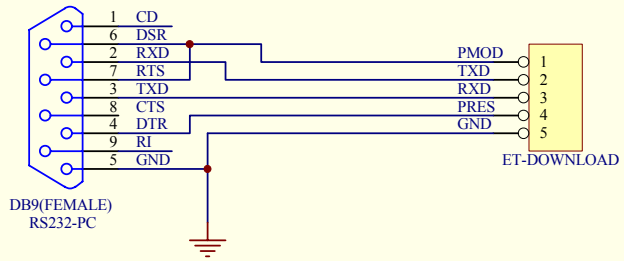 1 CD
6 DSR
2 RXD
7 RTS
3 TXD
8 CTS
4 DTR
9 RI
5 GND
DB9(FEMALE)
RS232-PC
PMOD 1
TXD 2
RXD 3
PRES 4
GND 5
ET-DOWNLOAD